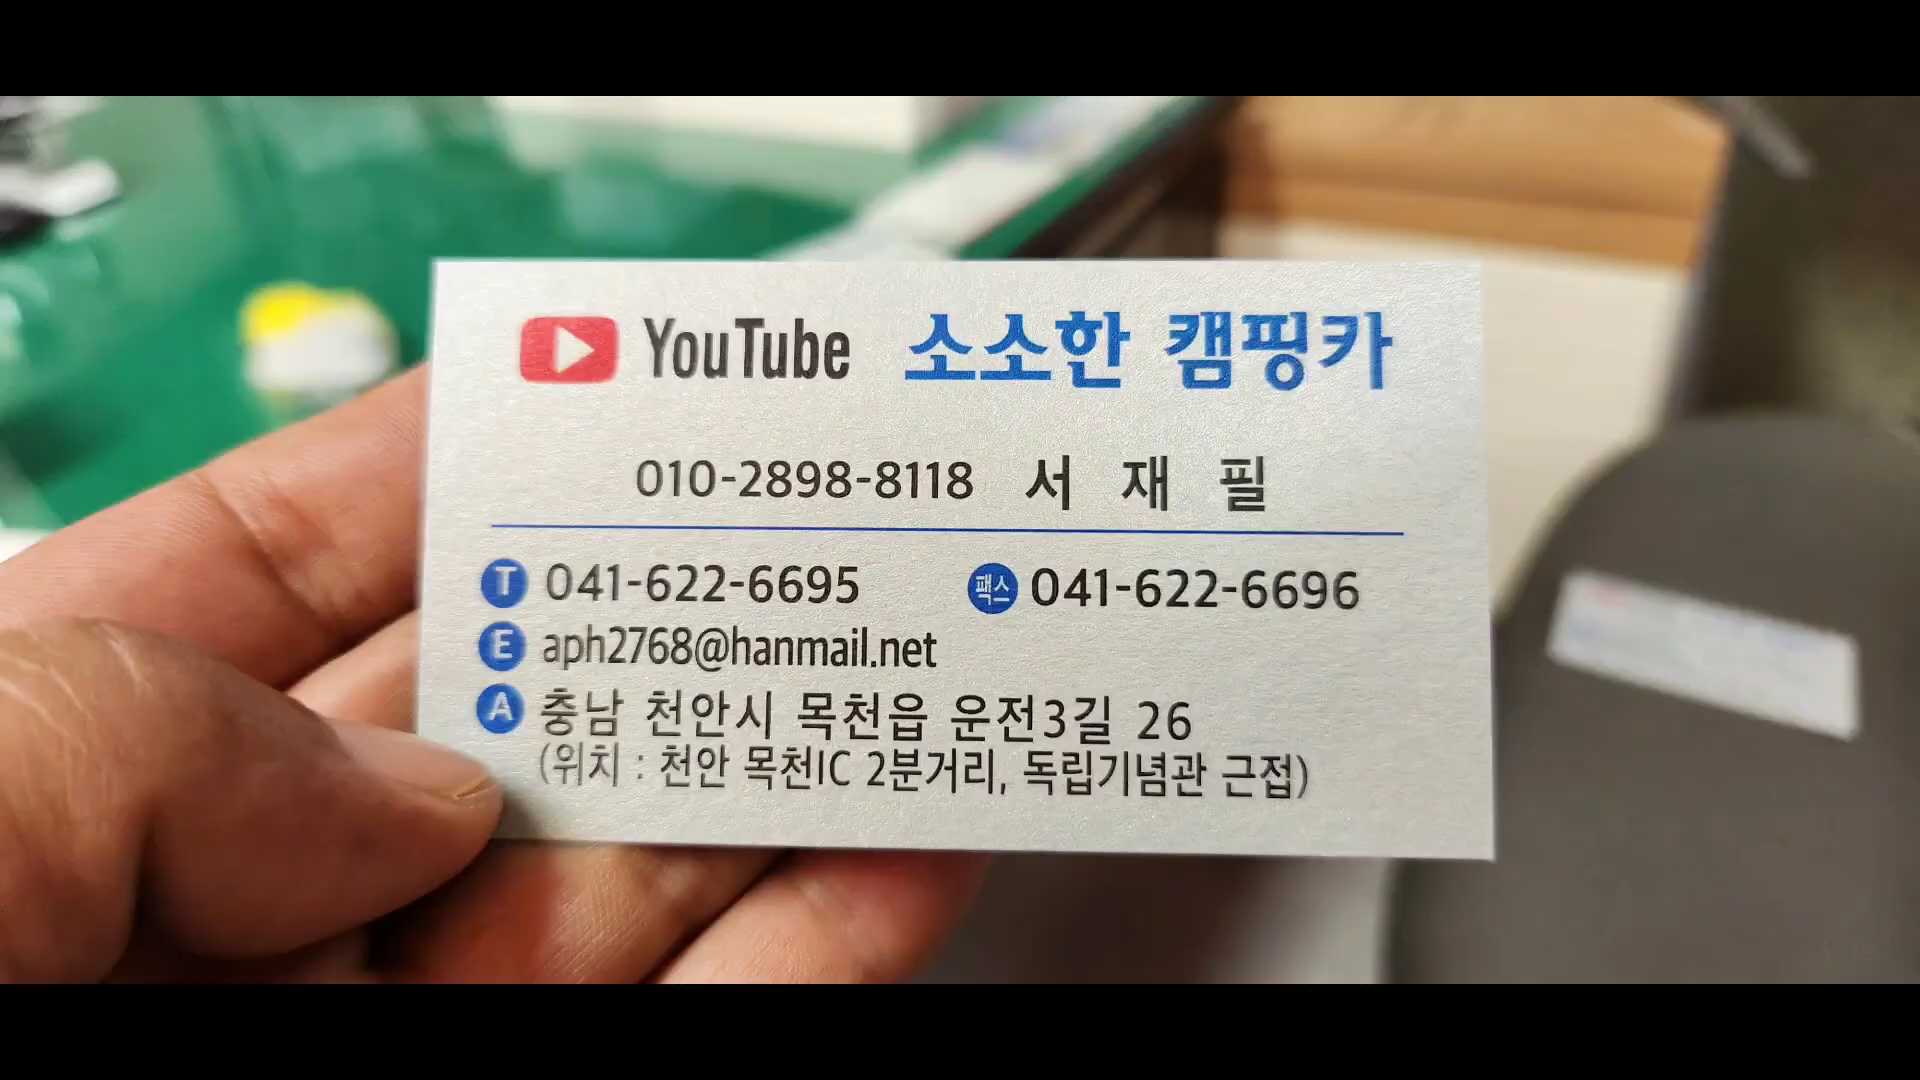 YouTube 소소한 캠핑카
010-2898-8118 서 재 필
T 041-622-6695 팩스 041-622-6696
E aph2768@hanmail.net
A 충남 천안시 목천읍 운전3길 26
(위치 : 천안 목천IC 2분거리, 독립기념관 근접)